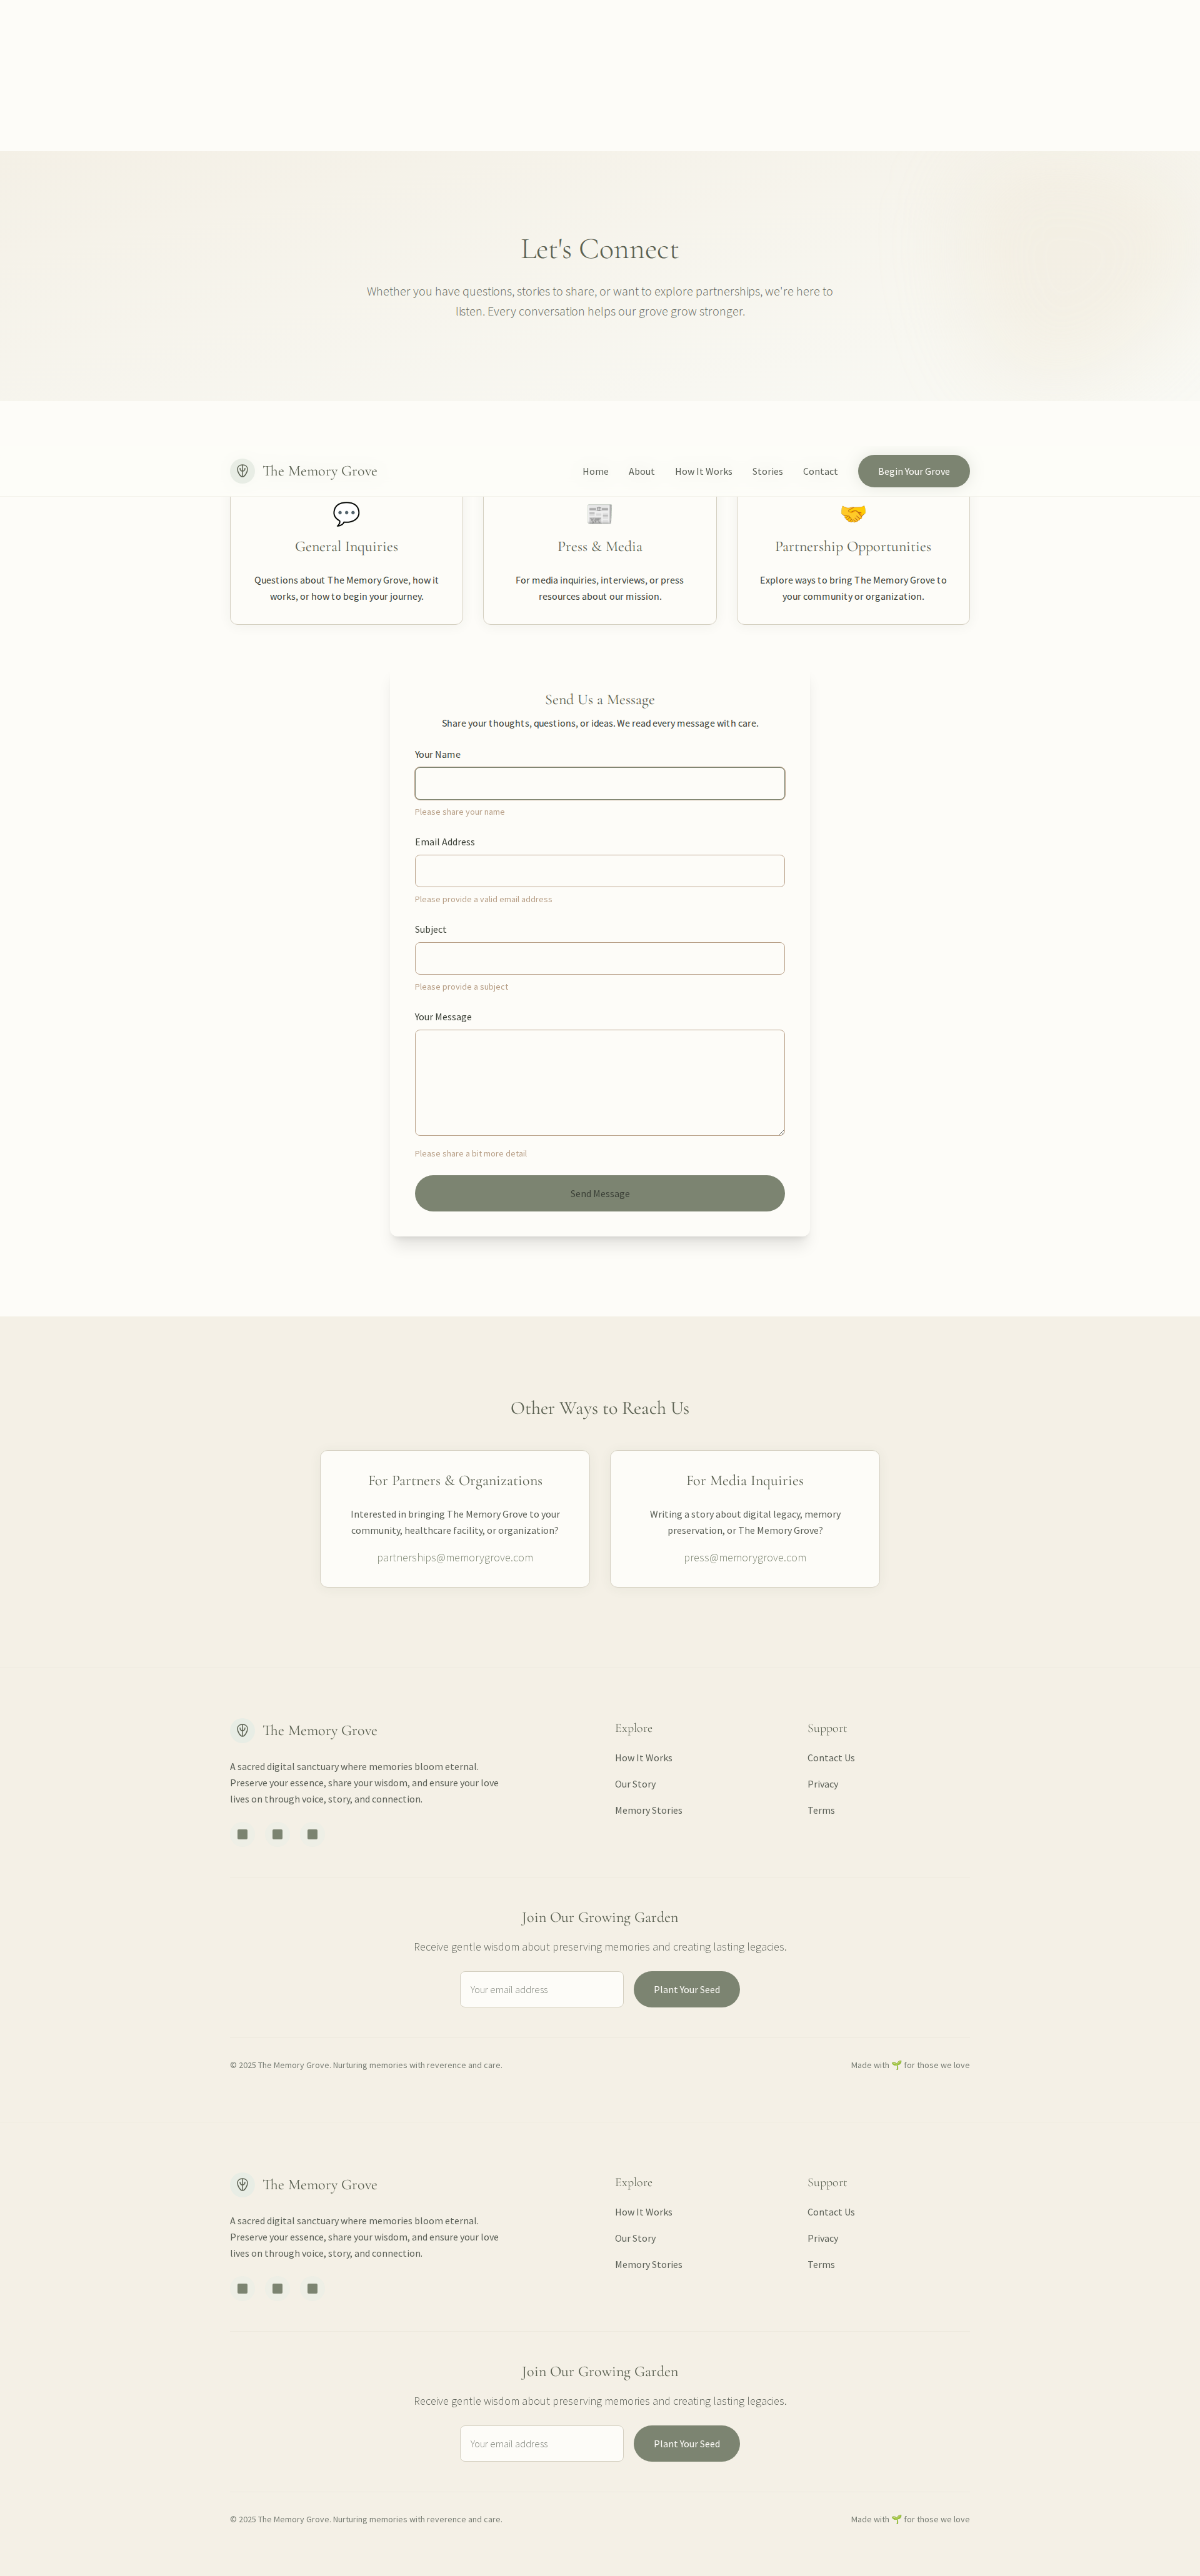 Let's Connect
Whether you have questions, stories to share, or want to explore partnerships, we're here to
listen. Every conversation helps our grove grow stronger.
The Memory Grove
Home
About
How It Works
Stories
Contact
Begin Your Grove
General Inquiries
Questions about The Memory Grove, how it
works, or how to begin your journey.
Press & Media
For media inquiries, interviews, or press
resources about our mission.
Partnership Opportunities
Explore ways to bring The Memory Grove to
your community or organization.
Send Us a Message
Share your thoughts, questions, or ideas. We read every message with care.
Your Name
Please share your name
Email Address
Please provide a valid email address
Subject
Please provide a subject
Your Message
Please share a bit more detail
Send Message
Other Ways to Reach Us
For Partners & Organizations
Interested in bringing The Memory Grove to your
community, healthcare facility, or organization?
partnerships@memorygrove.com
For Media Inquiries
Writing a story about digital legacy, memory
preservation, or The Memory Grove?
press@memorygrove.com
The Memory Grove
A sacred digital sanctuary where memories bloom eternal.
Preserve your essence, share your wisdom, and ensure your love
lives on through voice, story, and connection.
Explore
How It Works
Our Story
Memory Stories
Support
Contact Us
Privacy
Terms
Join Our Growing Garden
Receive gentle wisdom about preserving memories and creating lasting legacies.
Your email address
Plant Your Seed
© 2025 The Memory Grove. Nurturing memories with reverence and care.
Made with 🌱 for those we love
The Memory Grove
A sacred digital sanctuary where memories bloom eternal.
Preserve your essence, share your wisdom, and ensure your love
lives on through voice, story, and connection.
Explore
How It Works
Our Story
Memory Stories
Support
Contact Us
Privacy
Terms
Join Our Growing Garden
Receive gentle wisdom about preserving memories and creating lasting legacies.
Your email address
Plant Your Seed
© 2025 The Memory Grove. Nurturing memories with reverence and care.
Made with 🌱 for those we love